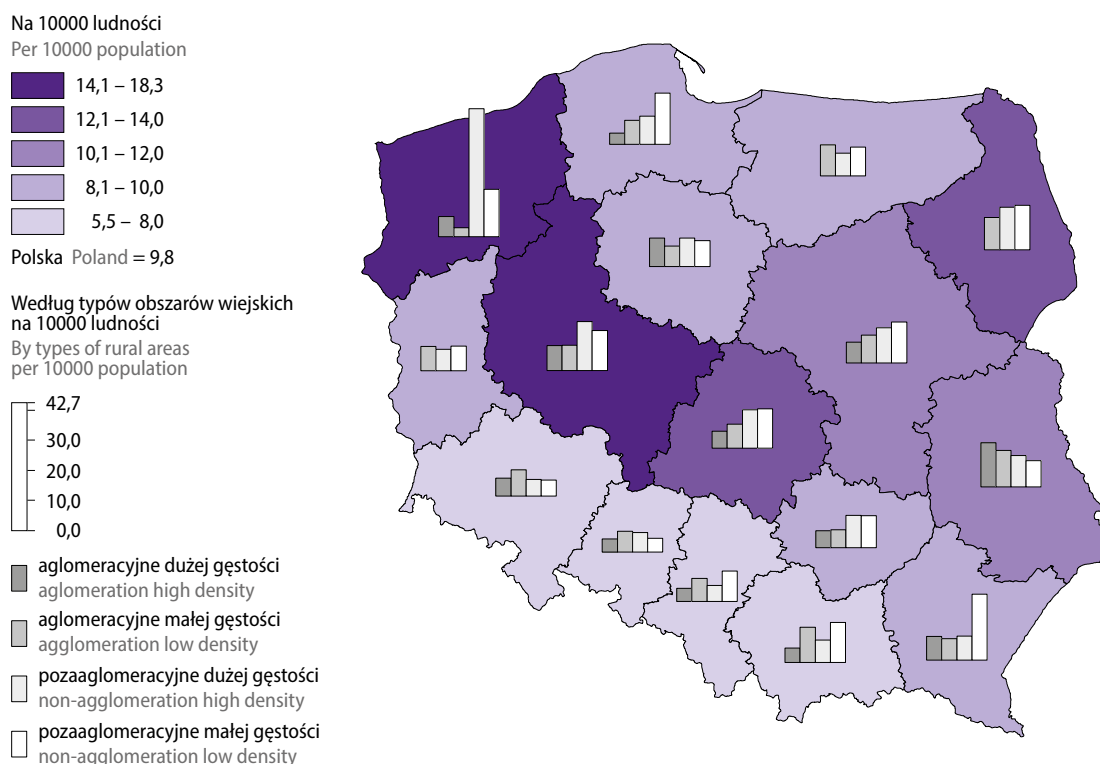 Na 10000 ludności
Per 10000 population
14,1 – 18,3
12,1 – 14,0
10,1 – 12,0
8,1 – 10,0
5,5 – 8,0
Polska Poland = 9,8
Według typów obszarów wiejskich
na 10000 ludności
By types of rural areas
per 10000 population
42,7
30,0
20,0
10,0
0,0
aglomeracyjne dużej gęstości
aglomeration high density
aglomeracyjne małej gęstości
agglomeration low density
pozaaglomeracyjne dużej gęstości
non-agglomeration high density
pozaaglomeracyjne małej gęstości
non-agglomeration low density